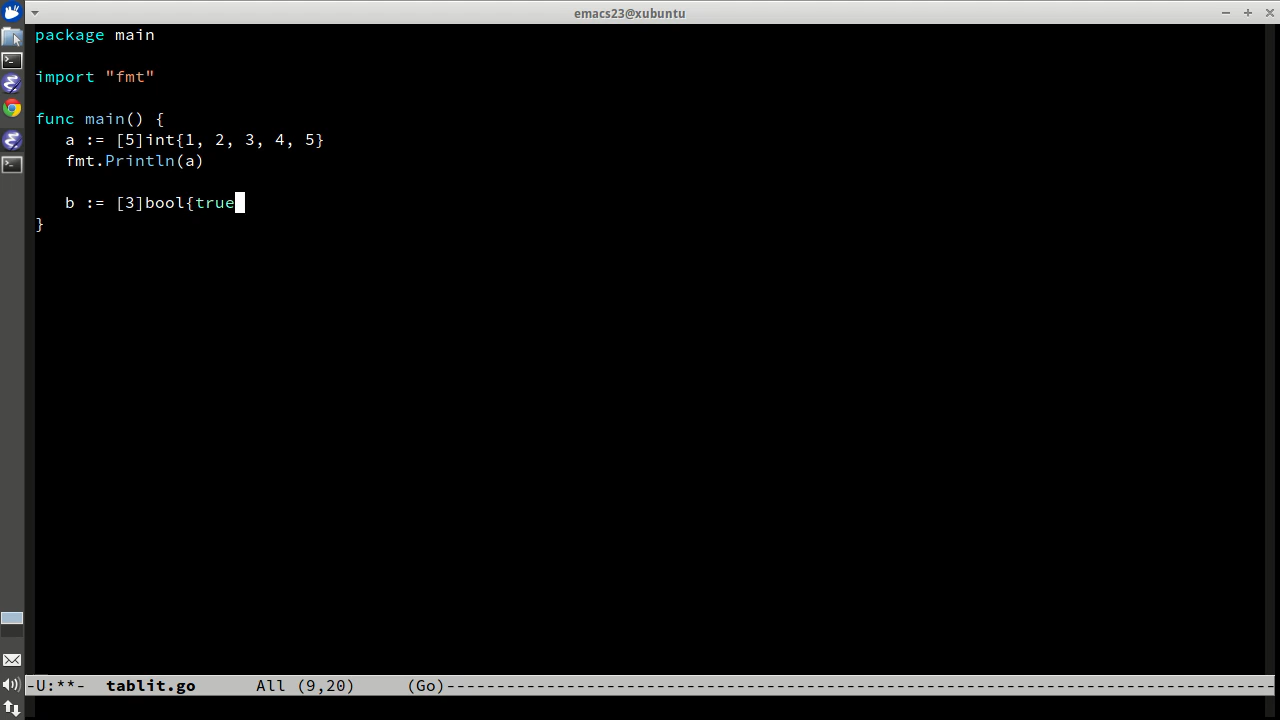 emacs23@xubuntu
package main
import "fmt"
func main() {
   a := [5]int{1, 2, 3, 4, 5}
   fmt.Println(a)
   b := [3]bool{true
}
-U:**-  tablit.go      All (9,20)     (Go)-----------------------------------------------------------------------------------